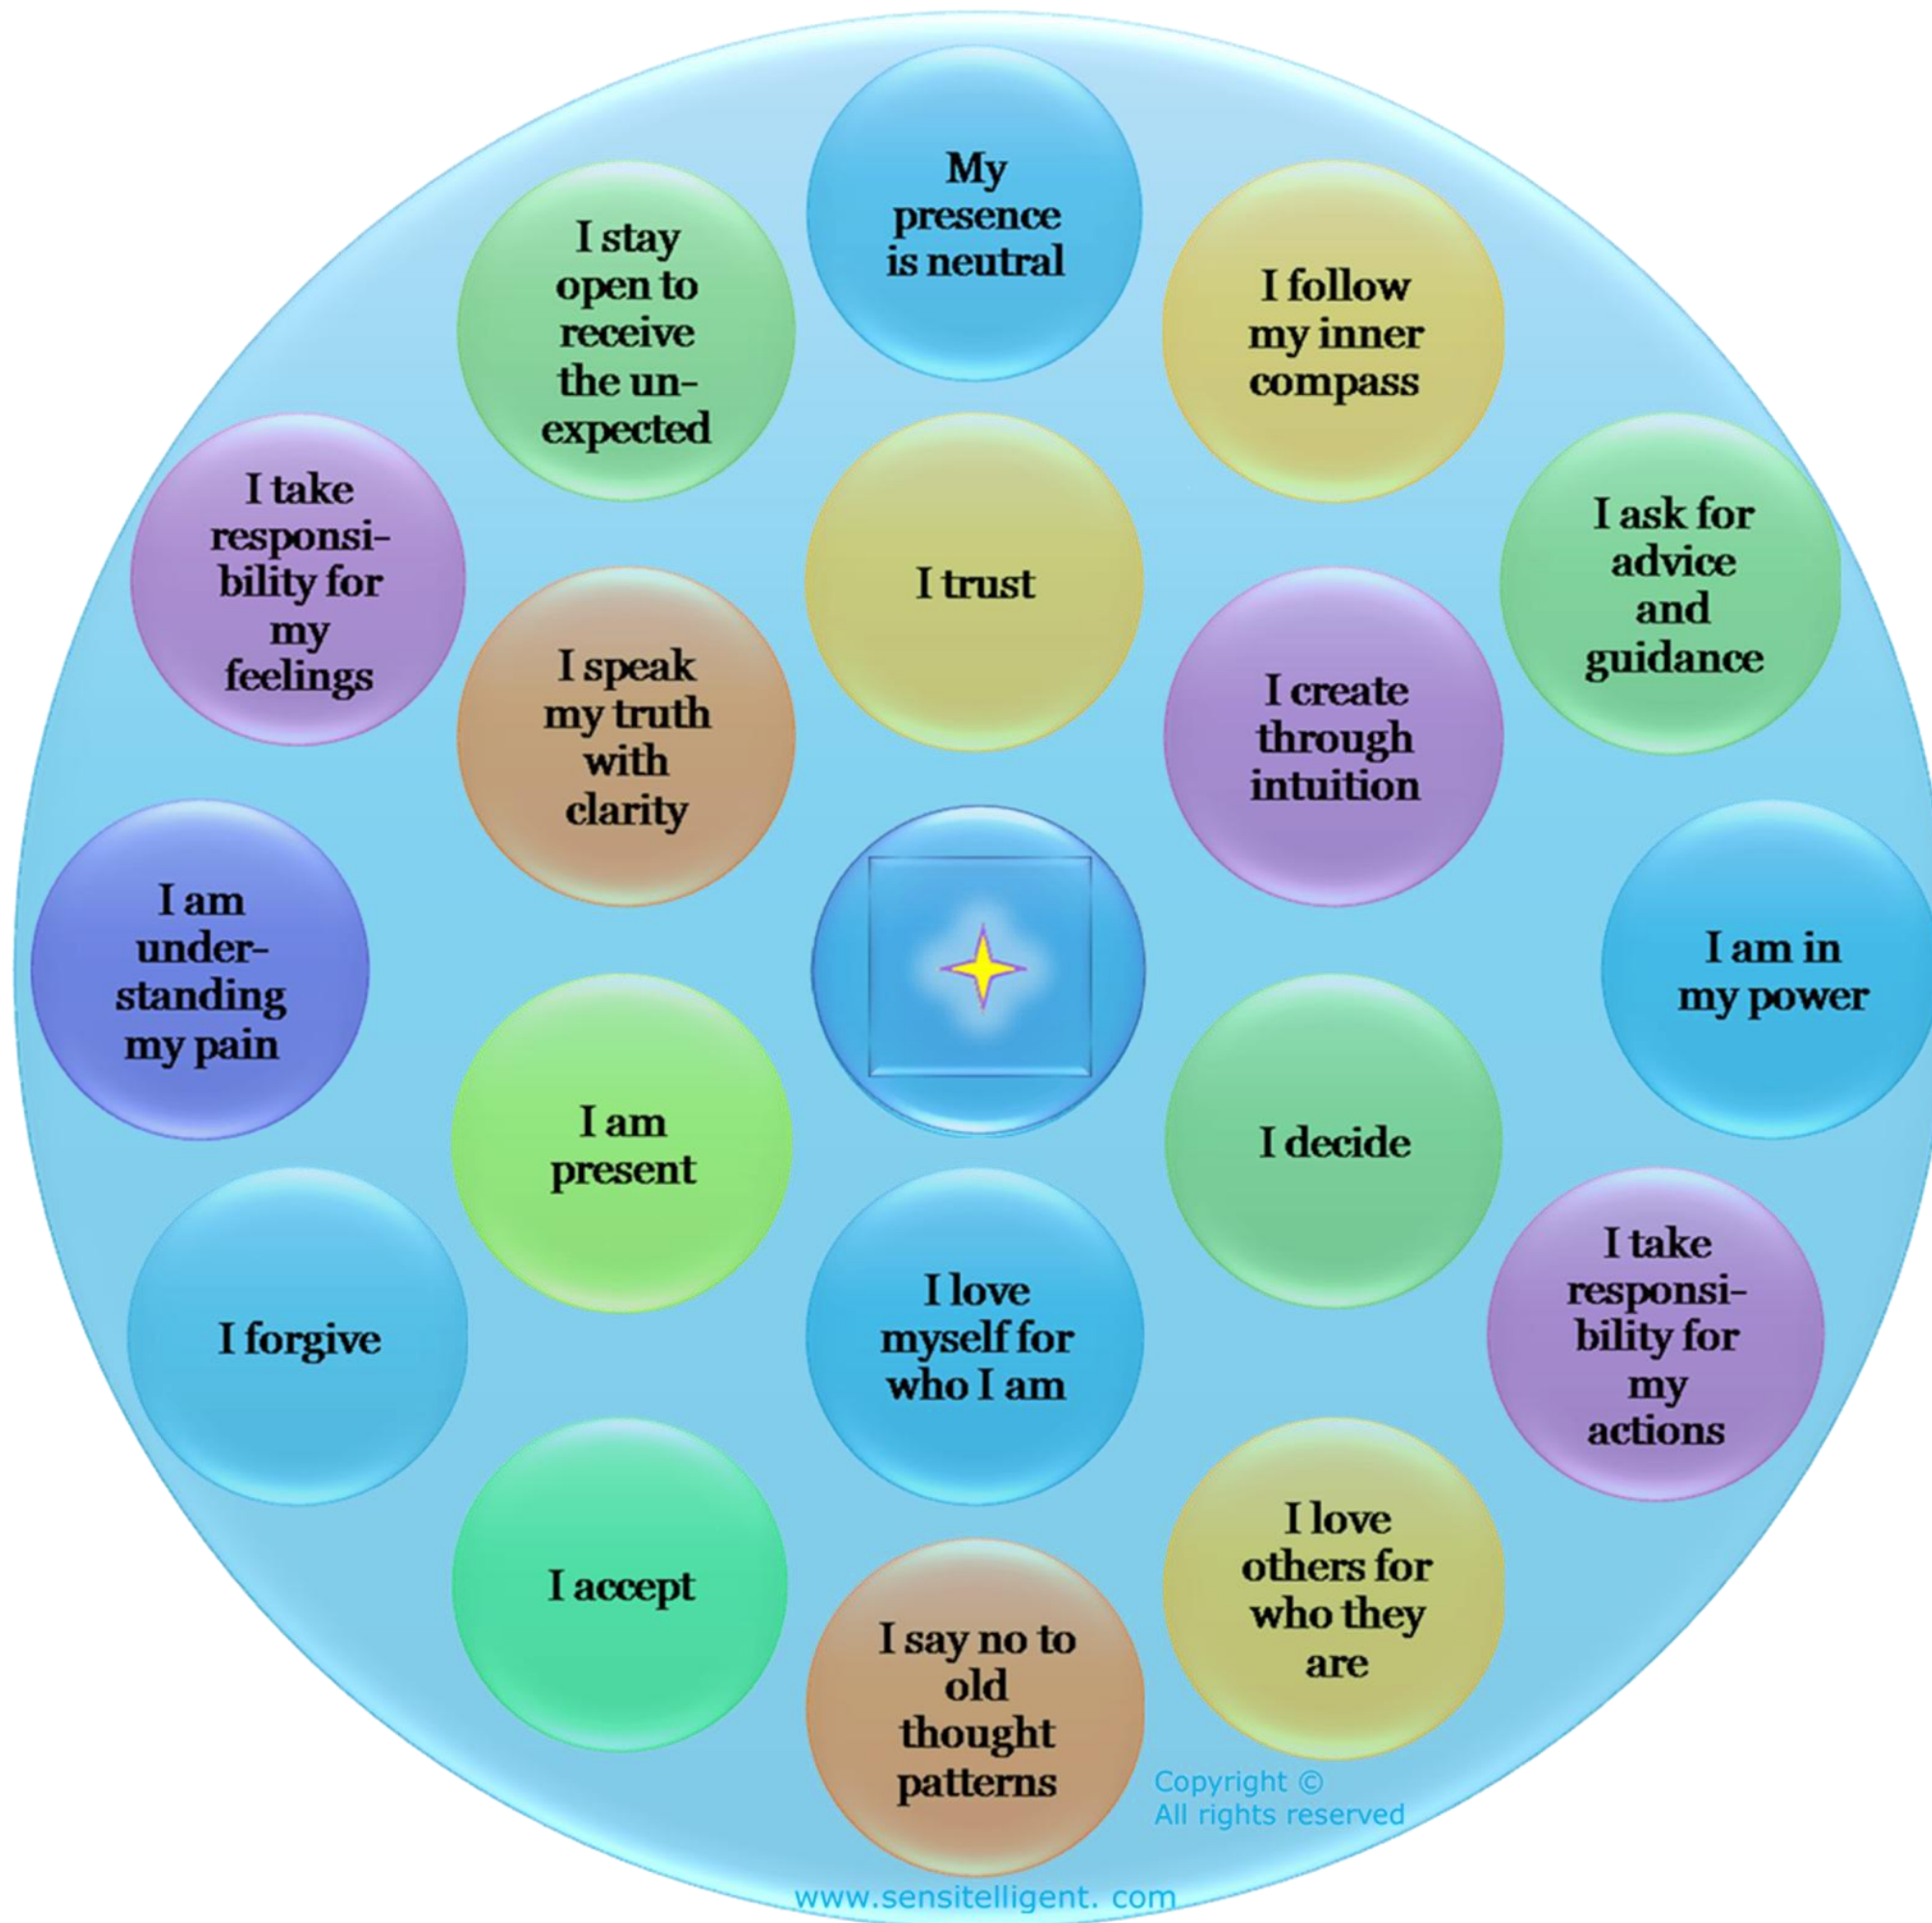 My
presence
is neutral
I stay
open to
receive
the un-
expected
I follow
my inner
compass
I take
responsi-
bility for
my
feelings
I trust
I ask for
advice
and
guidance
I speak
my truth
with
clarity
I create
through
intuition
I am
under-
standing
my pain
I am in
my power
I am
present
I decide
I forgive
I love
myself for
who I am
I take
responsi-
bility for
my
actions
I accept
I say no to
old
thought
patterns
I love
others for
who they
are
Copyright ©
All rights reserved
www.sensitelligent. com